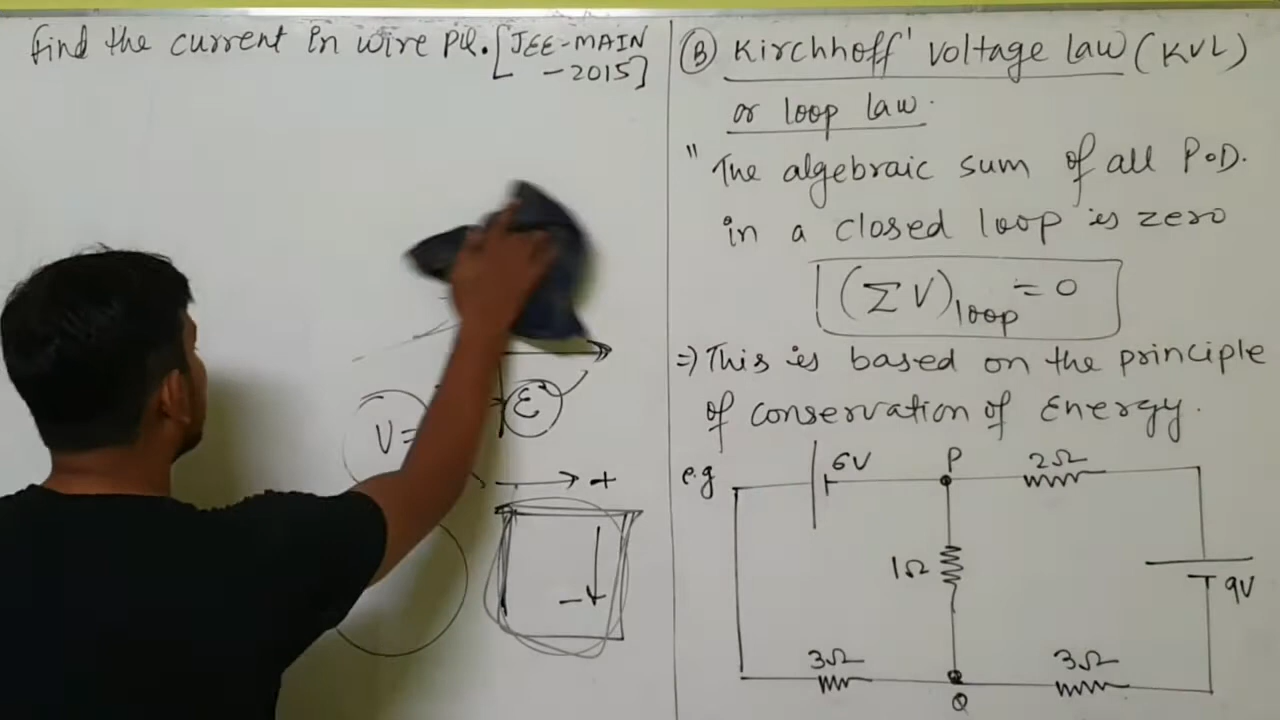 find the current in wire PQ. [JEE-MAIN
-2015]
V=
ε
+
-
(B) Kirchhoff' voltage law (KVL)
or loop law.
"The algebraic sum of all P.D.
in a closed loop is zero
(ΣV)loop = 0
=) This is based on the principle
of conservation of Energy.
e.g
6V
P
2Ω
1Ω
9V
3Ω
3Ω
Q